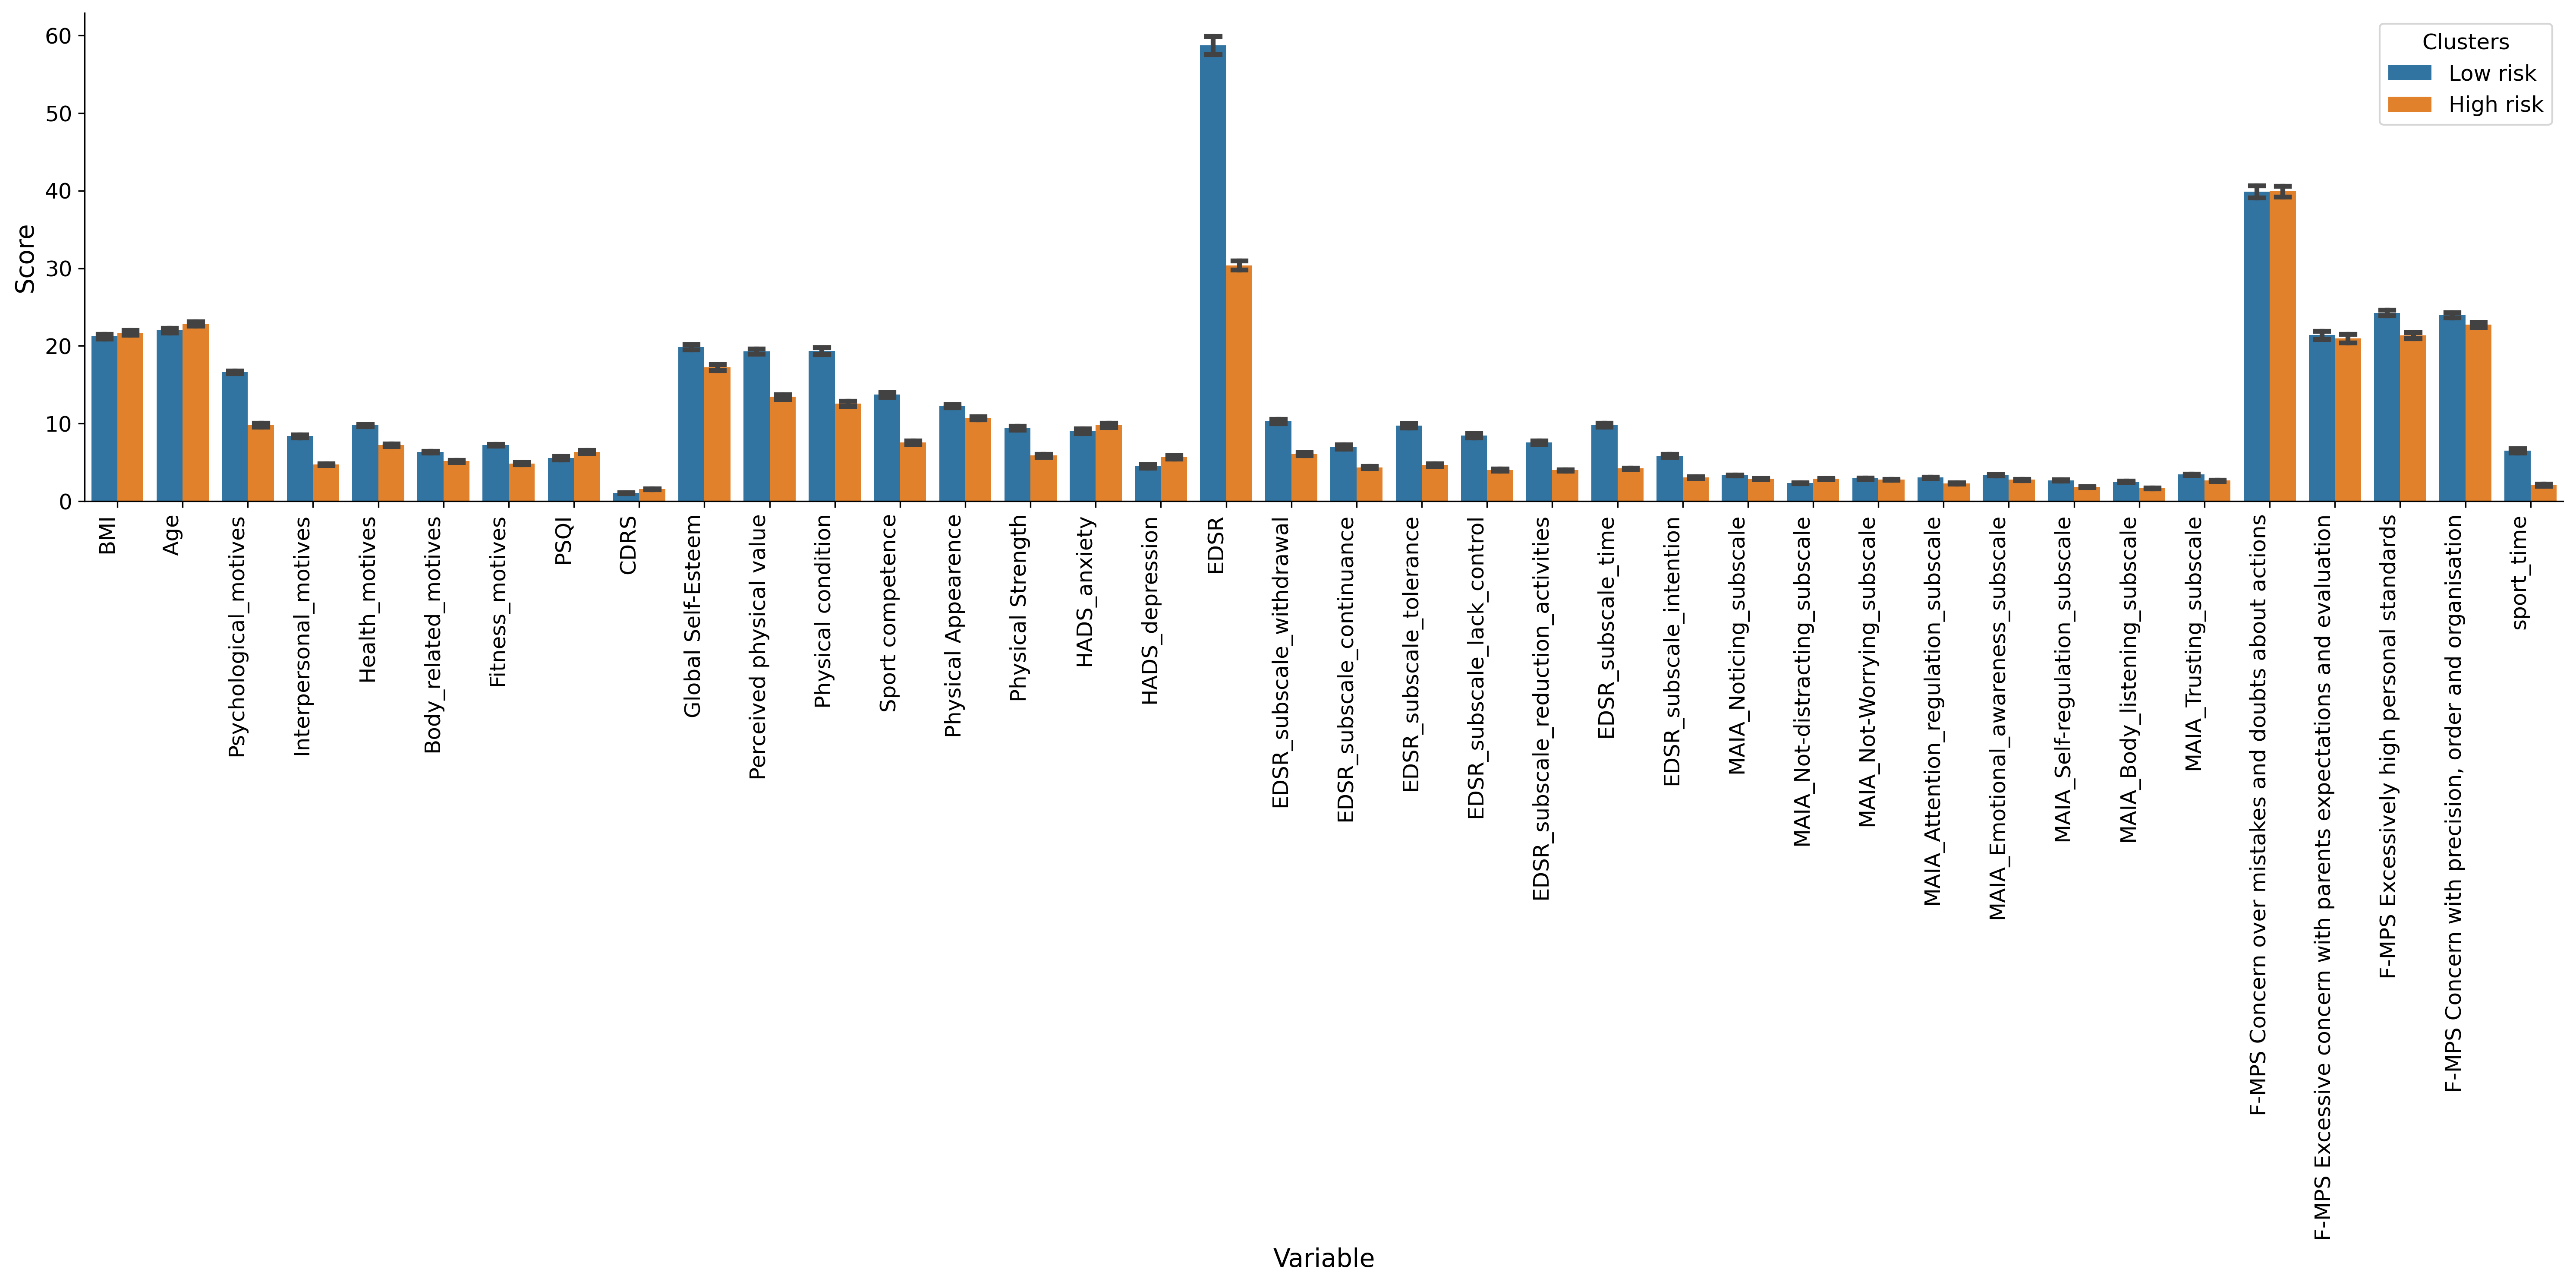 60
50
40
30
20
10
0
Score
Clusters
Low risk
High risk
BMI
Age
Psychological_motives
Interpersonal_motives
Health_motives
Body_related_motives
Fitness_motives
PSQI
CDRS
Global Self-Esteem
Perceived physical value
Physical condition
Sport competence
Physical Appearence
Physical Strength
HADS_anxiety
HADS_depression
EDSR
EDSR_subscale_withdrawal
EDSR_subscale_continuance
EDSR_subscale_tolerance
EDSR_subscale_lack_control
EDSR_subscale_reduction_activities
EDSR_subscale_time
EDSR_subscale_intention
MAIA_Noticing_subscale
MAIA_Not-distracting_subscale
MAIA_Not-Worrying_subscale
MAIA_Attention_regulation_subscale
MAIA_Emotional_awareness_subscale
MAIA_Self-regulation_subscale
MAIA_Body_listening_subscale
MAIA_Trusting_subscale
F-MPS Concern over mistakes and doubts about actions
F-MPS Excessive concern with parents expectations and evaluation
F-MPS Excessively high personal standards
F-MPS Concern with precision, order and organisation
sport_time
Variable